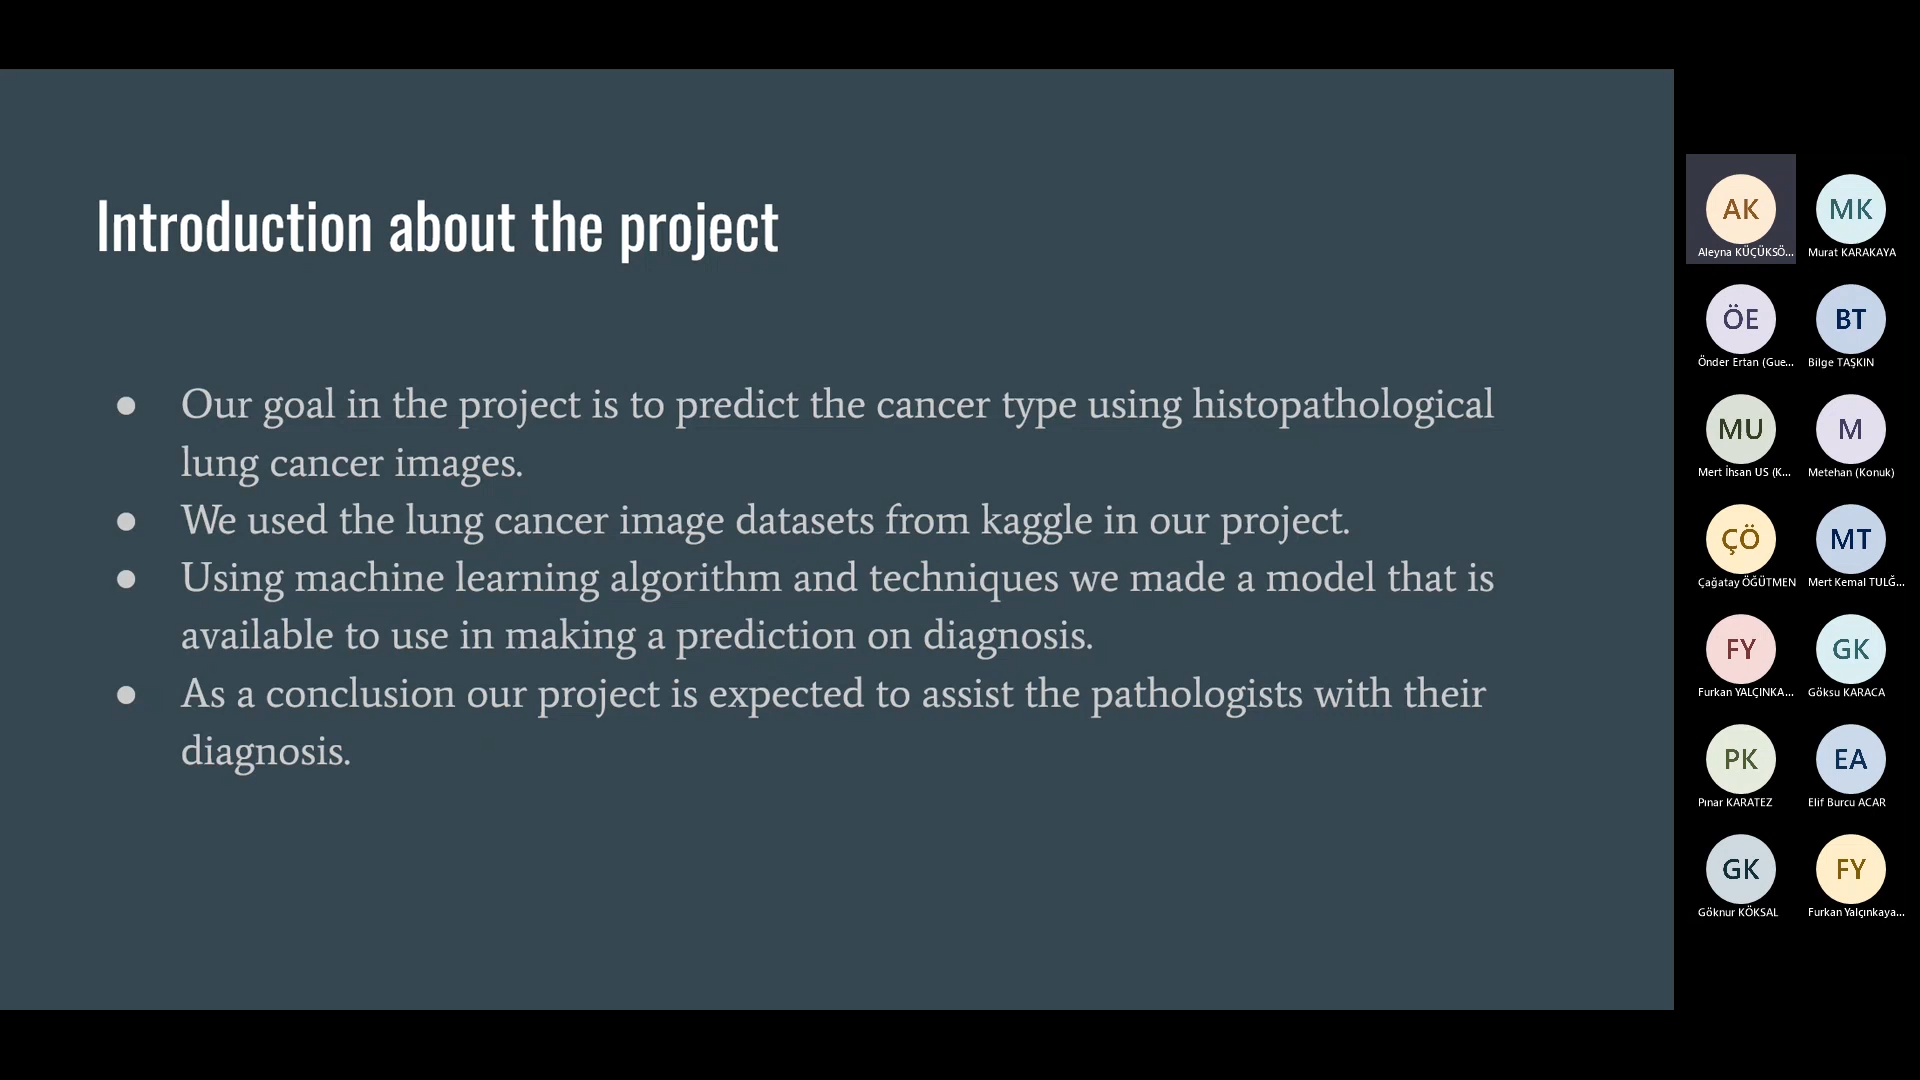 Introduction about the project
● Our goal in the project is to predict the cancer type using histopathological
lung cancer images.
● We used the lung cancer image datasets from kaggle in our project.
● Using machine learning algorithm and techniques we made a model that is
available to use in making a prediction on diagnosis.
● As a conclusion our project is expected to assist the pathologists with their
diagnosis.
AK
Aleyna KÜÇÜKSÖ...
MK
Murat KARAKAYA
ÖE
Önder Ertan (Gue...
BT
Bilge TAŞKIN
MU
Mert İhsan US (K...
M
Metehan (Konuk)
ÇÖ
Çağatay ÖĞÜTMEN
MT
Mert Kemal TULĞ...
FY
Furkan YALÇINKA...
GK
Göksu KARACA
PK
Pınar KARATEZ
EA
Elif Burcu ACAR
GK
Göknur KÖKSAL
FY
Furkan Yalçınkaya...